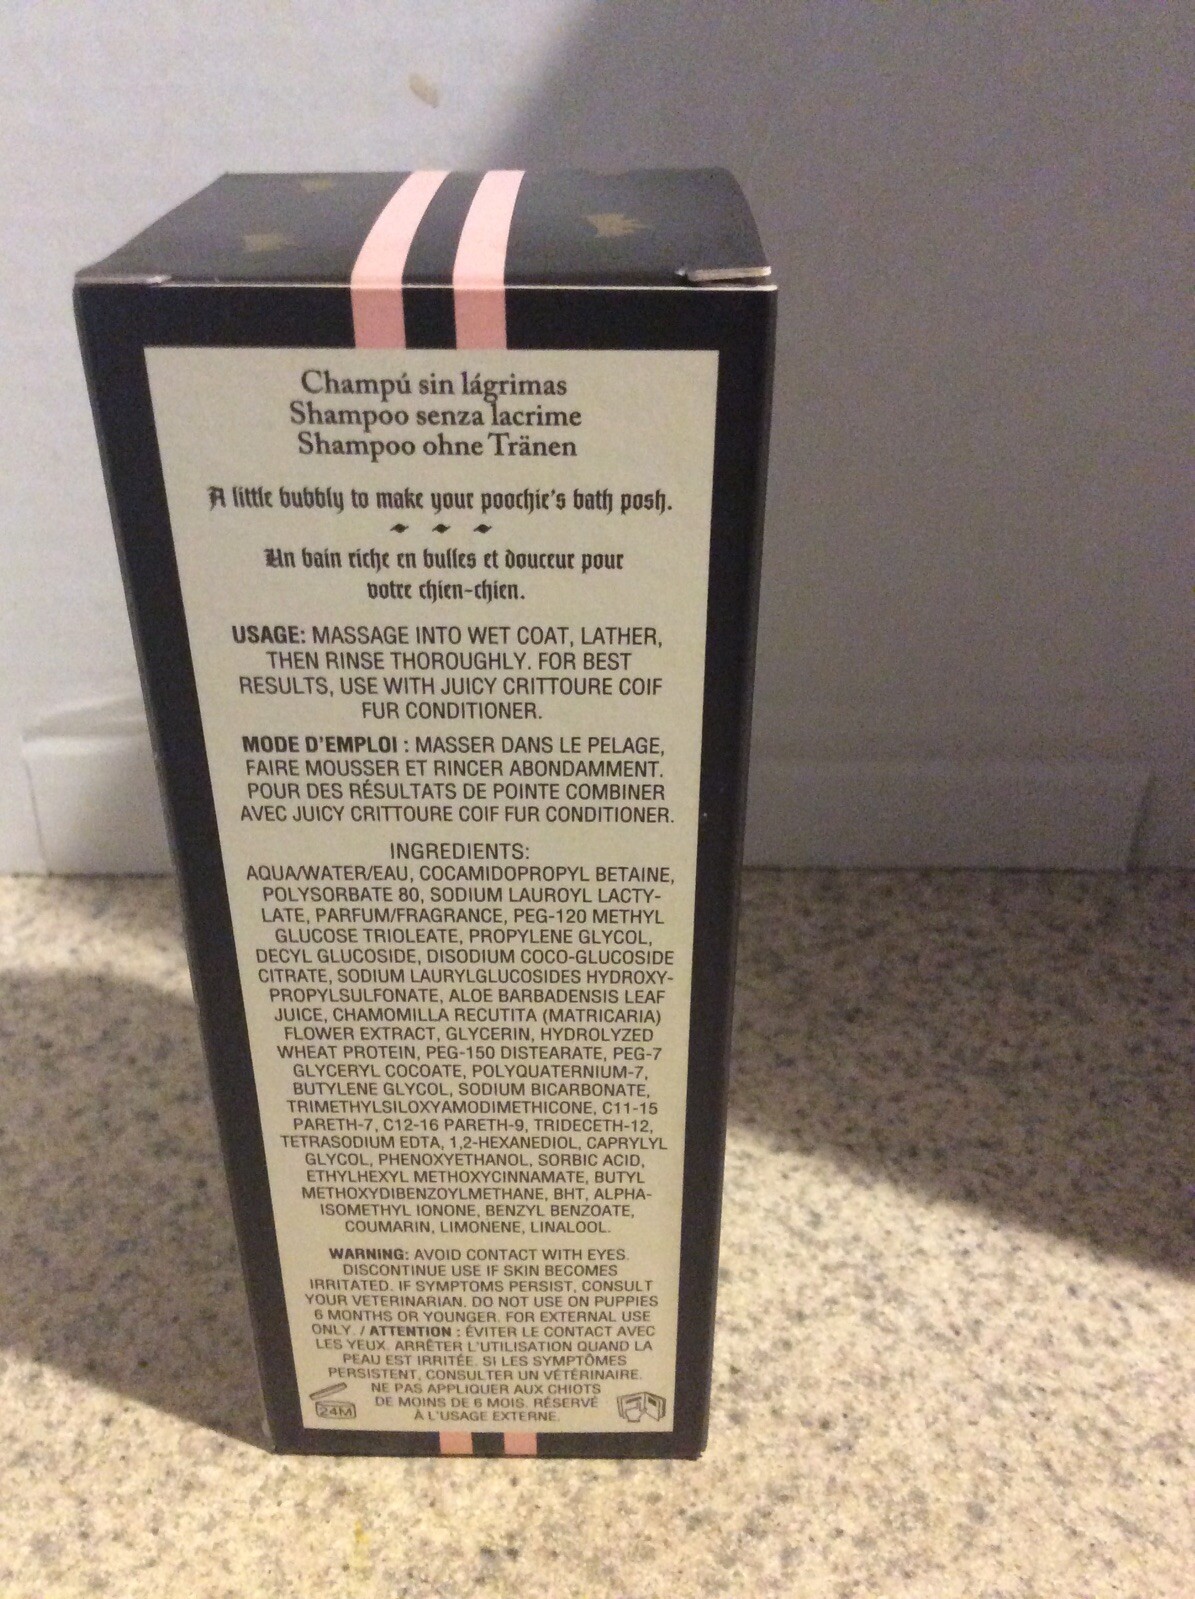 Champú sin lágrimas
Shampoo senza lacrime
Shampoo ohne Tränen
A little bubbly to make your poochie's bath posh.
Un bain riche en bulles et douceur pour
votre chien-chien.
USAGE: MASSAGE INTO WET COAT, LATHER,
THEN RINSE THOROUGHLY. FOR BEST
RESULTS, USE WITH JUICY CRITTOURE COIF
FUR CONDITIONER.
MODE D'EMPLOI : MASSER DANS LE PELAGE,
FAIRE MOUSSER ET RINCER ABONDAMMENT.
POUR DES RÉSULTATS DE POINTE COMBINER
AVEC JUICY CRITTOURE COIF FUR CONDITIONER.
INGREDIENTS:
AQUA/WATER/EAU, COCAMIDOPROPYL BETAINE,
POLYSORBATE 80, SODIUM LAUROYL LACTY-
LATE, PARFUM/FRAGRANCE, PEG-120 METHYL
GLUCOSE TRIOLEATE, PROPYLENE GLYCOL,
DECYL GLUCOSIDE, DISODIUM COCO-GLUCOSIDE
CITRATE, SODIUM LAURYLGLUCOSIDES HYDROXY-
PROPYLSULFONATE, ALOE BARBADENSIS LEAF
JUICE, CHAMOMILLA RECUTITA (MATRICARIA)
FLOWER EXTRACT, GLYCERIN, HYDROLYZED
WHEAT PROTEIN, PEG-150 DISTEARATE, PEG-7
GLYCERYL COCOATE, POLYQUATERNIUM-7,
BUTYLENE GLYCOL, SODIUM BICARBONATE,
TRIMETHYLSILOXYAMODIMETHICONE, C11-15
PARETH-7, C12-16 PARETH-9, TRIDECETH-12,
TETRASODIUM EDTA, 1,2-HEXANEDIOL, CAPRYLYL
GLYCOL, PHENOXYETHANOL, SORBIC ACID,
ETHYLHEXYL METHOXYCINNAMATE, BUTYL
METHOXYDIBENZOYLMETHANE, BHT, ALPHA-
ISOMETHYL IONONE, BENZYL BENZOATE,
COUMARIN, LIMONENE, LINALOOL.
WARNING: AVOID CONTACT WITH EYES.
DISCONTINUE USE IF SKIN BECOMES
IRRITATED. IF SYMPTOMS PERSIST, CONSULT
YOUR VETERINARIAN. DO NOT USE ON PUPPIES
6 MONTHS OR YOUNGER. FOR EXTERNAL USE
ONLY. / ATTENTION : ÉVITER LE CONTACT AVEC
LES YEUX. ARRÊTER L'UTILISATION QUAND LA
PEAU EST IRRITÉE. SI LES SYMPTÔMES
PERSISTENT, CONSULTER UN VÉTÉRINAIRE.
NE PAS APPLIQUER AUX CHIOTS
DE MOINS DE 6 MOIS. RÉSERVÉ
À L'USAGE EXTERNE.
24M